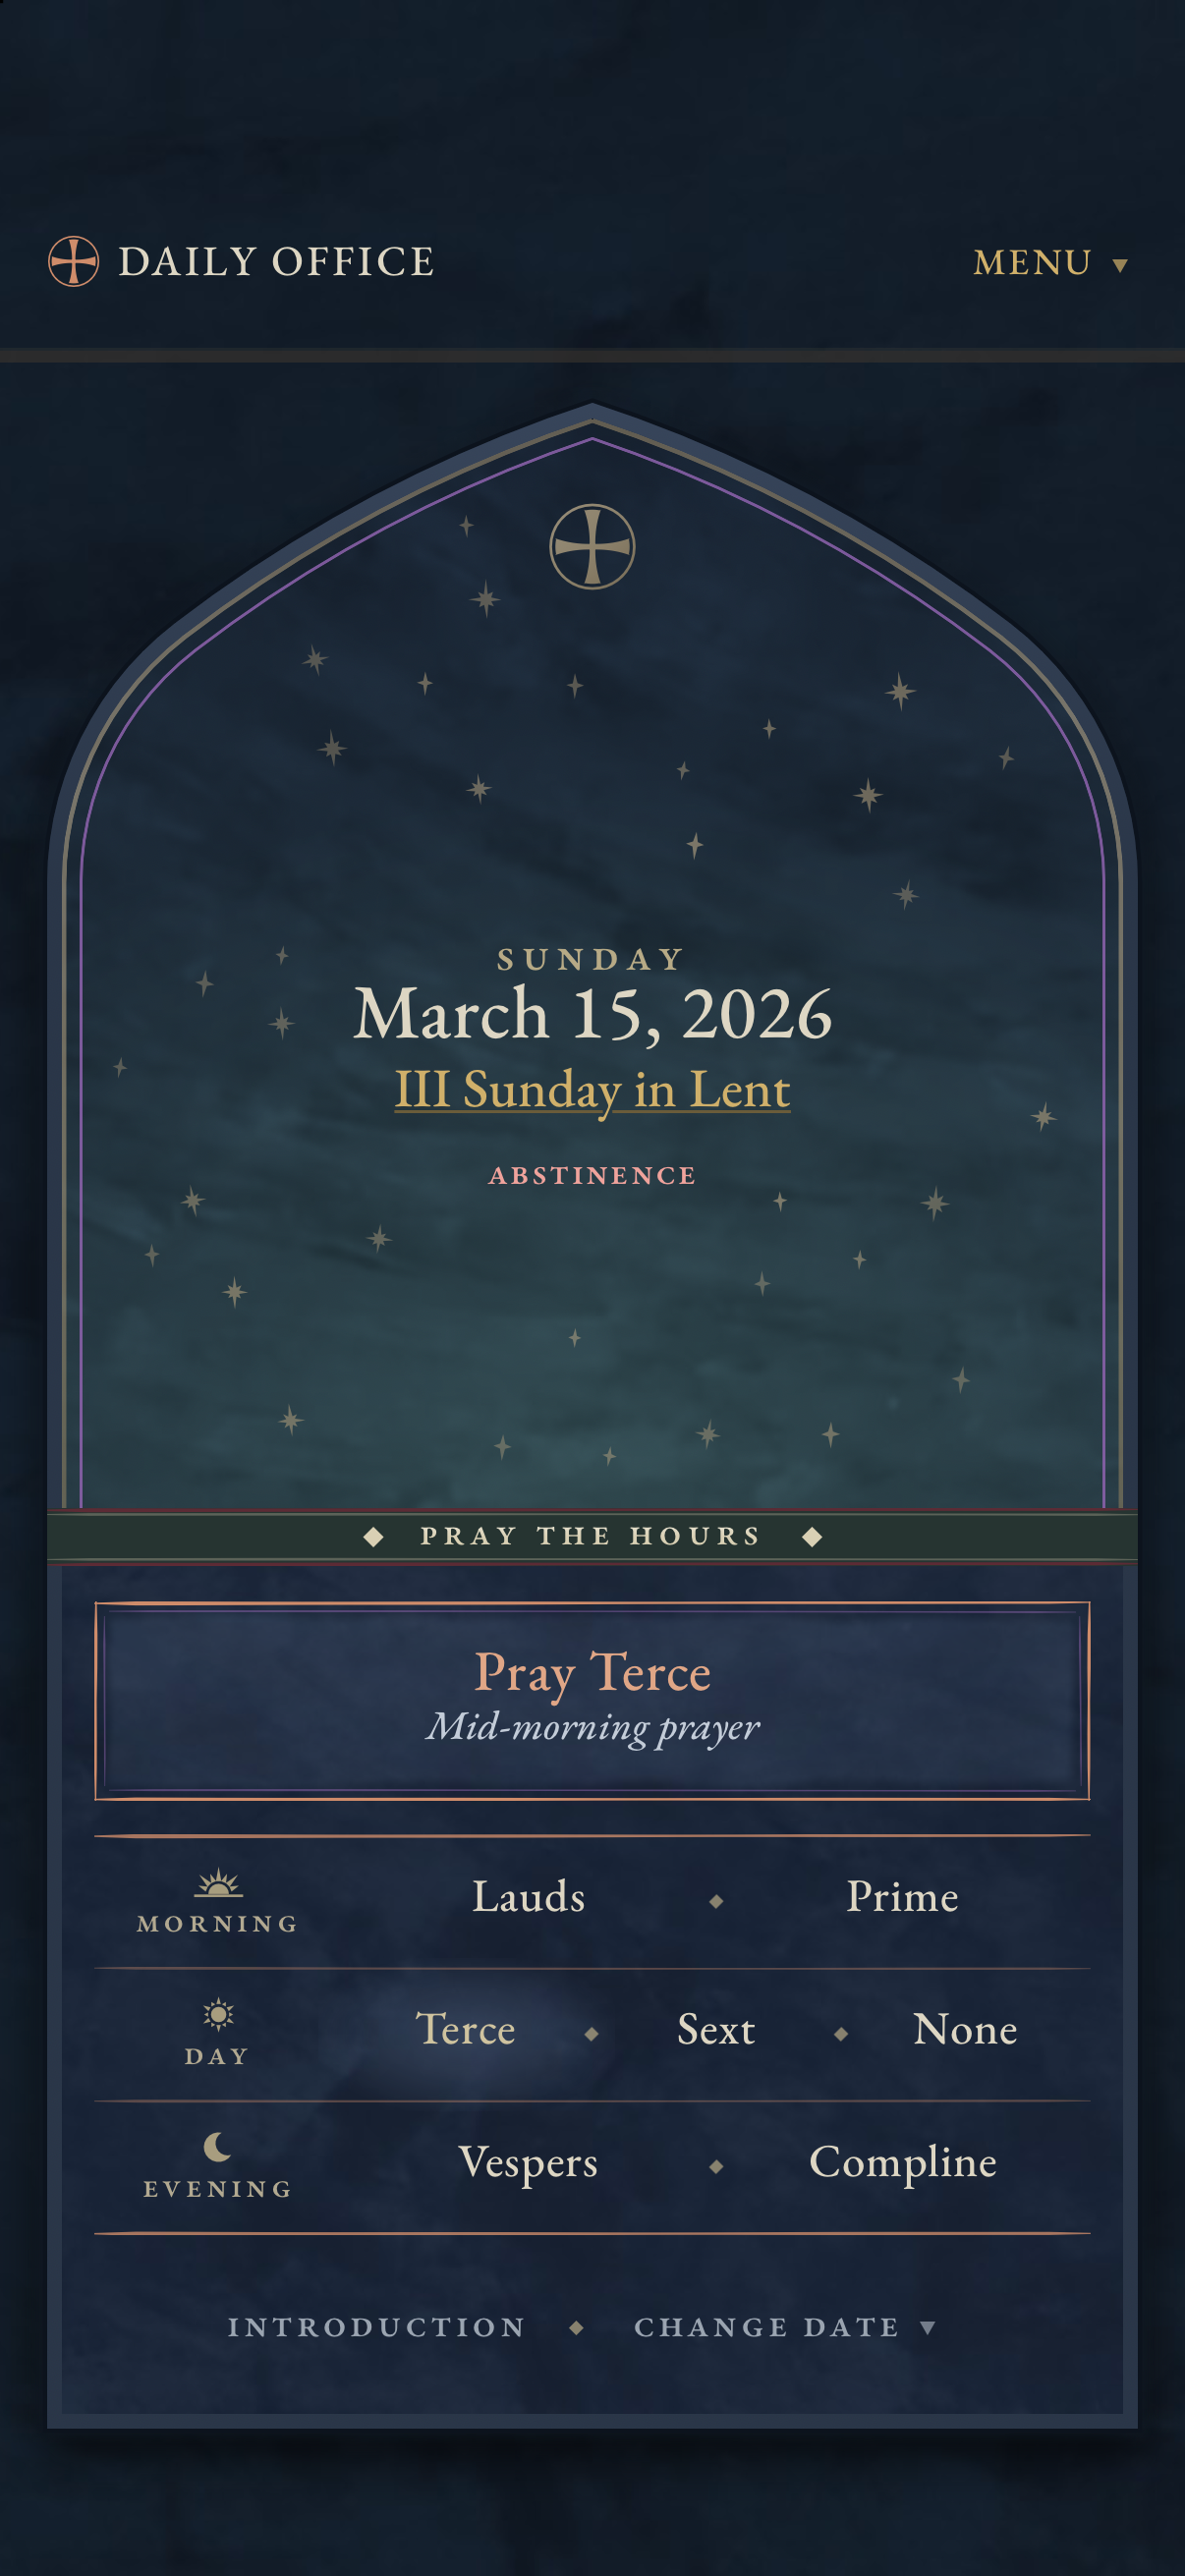 DAILY OFFICE
MENU ▼
SUNDAY
March 15, 2026
III Sunday in Lent
ABSTINENCE
◆ PRAY THE HOURS ◆
Pray Terce
Mid-morning prayer
MORNING
Lauds ◆ Prime
DAY
Terce ◆ Sext ◆ None
EVENING
Vespers ◆ Compline
INTRODUCTION ◆ CHANGE DATE ▼